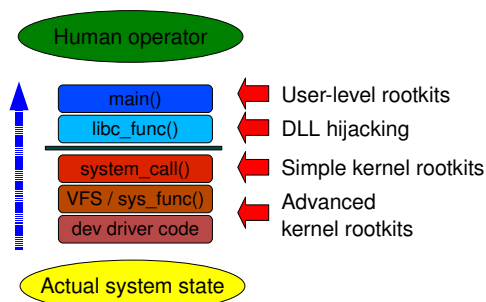 Human operator
main()
User-level rootkits
libc_func()
DLL hijacking
system_call()
Simple kernel rootkits
VFS / sys_func()
Advanced
kernel rootkits
dev driver code
Actual system state